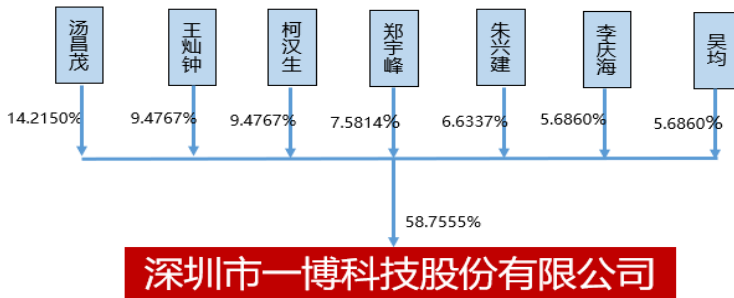 汤昌茂
王灿钟
柯汉生
郑宇峰
朱兴建
李庆海
吴均
14.2150%
9.4767%
9.4767%
7.5814%
6.6337%
5.6860%
5.6860%
58.7555%
深圳市一博科技股份有限公司